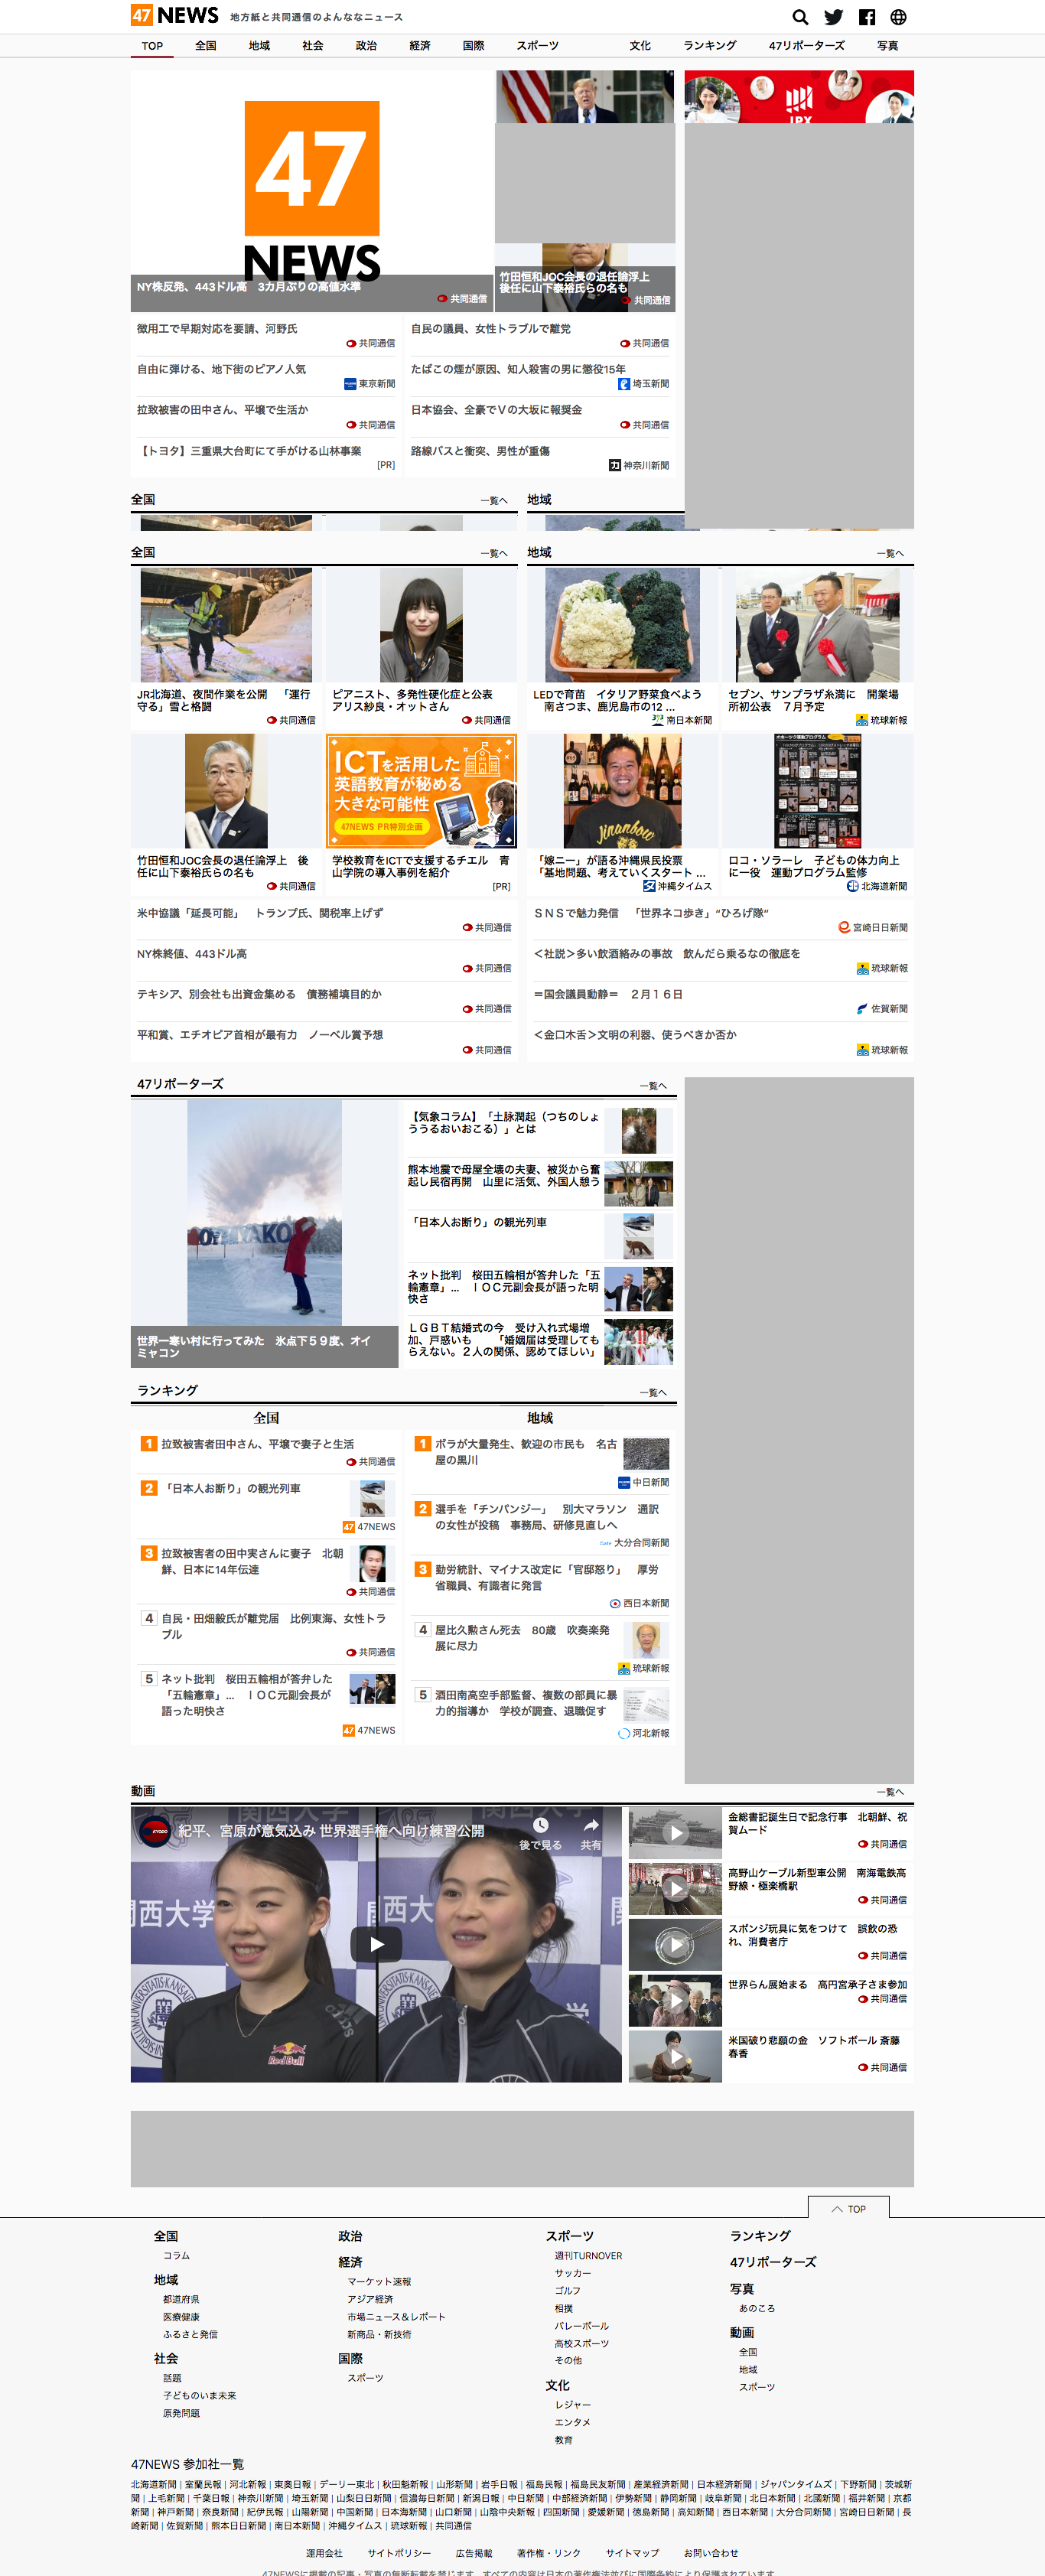 47 NEWS 地方紙と共同通信のよんななニュース
TOP 全国 地域 社会 政治 経済 国際 スポーツ 文化 ランキング 47リポーターズ 写真
47
NEWS
NY株反発、443ドル高　3カ月ぶりの高値水準
共同通信
竹田恒和JOC会長の退任論浮上
後任に山下泰裕氏らの名も
共同通信
徴用工で早期対応を要請、河野氏
共同通信
自由に弾ける、地下街のピアノ人気
東京新聞
拉致被害の田中さん、平壌で生活か
共同通信
【トヨタ】三重県大台町にて手がける山林事業
[PR]
自民の議員、女性トラブルで離党
共同通信
たばこの煙が原因、知人殺害の男に懲役15年
埼玉新聞
日本協会、全豪でＶの大坂に報奨金
共同通信
路線バスと衝突、男性が重傷
神奈川新聞
全国 一覧へ
地域
全国 一覧へ
JR北海道、夜間作業を公開　「運行
守る」雪と格闘
共同通信
ピアニスト、多発性硬化症と公表
アリス紗良・オットさん
共同通信
竹田恒和JOC会長の退任論浮上　後
任に山下泰裕氏らの名も
共同通信
ICTを活用した
英語教育が秘める
大きな可能性
47NEWS PR特別企画
学校教育をICTで支援するチエル　青
山学院の導入事例を紹介
[PR]
米中協議「延長可能」　トランプ氏、関税率上げず
共同通信
NY株終値、443ドル高
共同通信
テキシア、別会社も出資金集める　債務補填目的か
共同通信
平和賞、エチオピア首相が最有力　ノーベル賞予想
共同通信
地域 一覧へ
LEDで育苗　イタリア野菜食べよう
南さつま、鹿児島市の12 ...
南日本新聞
セブン、サンプラザ糸満に　開業場
所初公表　７月予定
琉球新報
Jinanbow
「嫁ニー」が語る沖縄県民投票
「基地問題、考えていくスタート ...
沖縄タイムス
ロコ・ソラーレ　子どもの体力向上
に一役　運動プログラム監修
北海道新聞
ＳＮＳで魅力発信　「世界ネコ歩き」“ひろげ隊”
宮崎日日新聞
＜社説＞多い飲酒絡みの事故　飲んだら乗るなの徹底を
琉球新報
＝国会議員動静＝　２月１６日
佐賀新聞
＜金口木舌＞文明の利器、使うべきか否か
琉球新報
47リポーターズ 一覧へ
世界一寒い村に行ってみた　氷点下５９度、オイ
ミャコン
【気象コラム】「土脉潤起（つちのしょ
ううるおいおこる）」とは
熊本地震で母屋全壊の夫妻、被災から奮
起し民宿再開　山里に活気、外国人憩う
「日本人お断り」の観光列車
ネット批判　桜田五輪相が答弁した「五
輪憲章」...　ＩＯＣ元副会長が語った明
快さ
ＬＧＢＴ結婚式の今　受け入れ式場増
加、戸惑いも　「婚姻届は受理しても
らえない。２人の関係、認めてほしい」
ランキング 一覧へ
全国
1 拉致被害者田中さん、平壌で妻子と生活
共同通信
2 「日本人お断り」の観光列車
47 47NEWS
3 拉致被害者の田中実さんに妻子　北朝
鮮、日本に14年伝達
共同通信
4 自民・田畑毅氏が離党届　比例東海、女性トラ
ブル
共同通信
5 ネット批判　桜田五輪相が答弁した
「五輪憲章」...　ＩＯＣ元副会長が
語った明快さ
47 47NEWS
地域
1 ボラが大量発生、歓迎の市民も　名古
屋の黒川
中日新聞
2 選手を「チンパンジー」　別大マラソン　通訳
の女性が投稿　事務局、研修見直しへ
大分合同新聞
3 勤労統計、マイナス改定に「官邸怒り」　厚労
省職員、有識者に発言
西日本新聞
4 屋比久勲さん死去　80歳　吹奏楽発
展に尽力
琉球新報
5 酒田南高空手部監督、複数の部員に暴
力的指導か　学校が調査、退職促す
河北新報
動画 一覧へ
紀平、宮原が意気込み 世界選手権へ向け練習公開
後で見る 共有
関西大学
Red Bull
金総書記誕生日で記念行事　北朝鮮、祝
賀ムード
共同通信
高野山ケーブル新型車公開　南海電鉄高
野線・極楽橋駅
共同通信
スポンジ玩具に気をつけて　誤飲の恐
れ、消費者庁
共同通信
世界らん展始まる　高円宮承子さま参加
共同通信
米国破り悲願の金　ソフトボール 斎藤
春香
共同通信
TOP
全国
コラム
地域
都道府県
医療健康
ふるさと発信
社会
話題
子どものいま未来
原発問題
政治
経済
マーケット速報
アジア経済
市場ニュース＆レポート
新商品・新技術
国際
スポーツ
スポーツ
週刊TURNOVER
サッカー
ゴルフ
相撲
バレーボール
高校スポーツ
その他
文化
レジャー
エンタメ
教育
ランキング
47リポーターズ
写真
あのころ
動画
全国
地域
スポーツ
47NEWS 参加社一覧
北海道新聞 | 室蘭民報 | 河北新報 | 東奥日報 | デーリー東北 | 秋田魁新報 | 山形新聞 | 岩手日報 | 福島民報 | 福島民友新聞 | 産業経済新聞 | 日本経済新聞 | ジャパンタイムズ | 下野新聞 | 茨城新
聞 | 上毛新聞 | 千葉日報 | 神奈川新聞 | 埼玉新聞 | 山梨日日新聞 | 信濃毎日新聞 | 新潟日報 | 中日新聞 | 中部経済新聞 | 伊勢新聞 | 静岡新聞 | 岐阜新聞 | 北日本新聞 | 北國新聞 | 福井新聞 | 京都
新聞 | 神戸新聞 | 奈良新聞 | 紀伊民報 | 山陽新聞 | 中国新聞 | 日本海新聞 | 山口新聞 | 山陰中央新報 | 四国新聞 | 愛媛新聞 | 徳島新聞 | 高知新聞 | 西日本新聞 | 大分合同新聞 | 宮崎日日新聞 | 長
崎新聞 | 佐賀新聞 | 熊本日日新聞 | 南日本新聞 | 沖縄タイムス | 琉球新報 | 共同通信
運用会社 サイトポリシー 広告掲載 著作権・リンク サイトマップ お問い合わせ